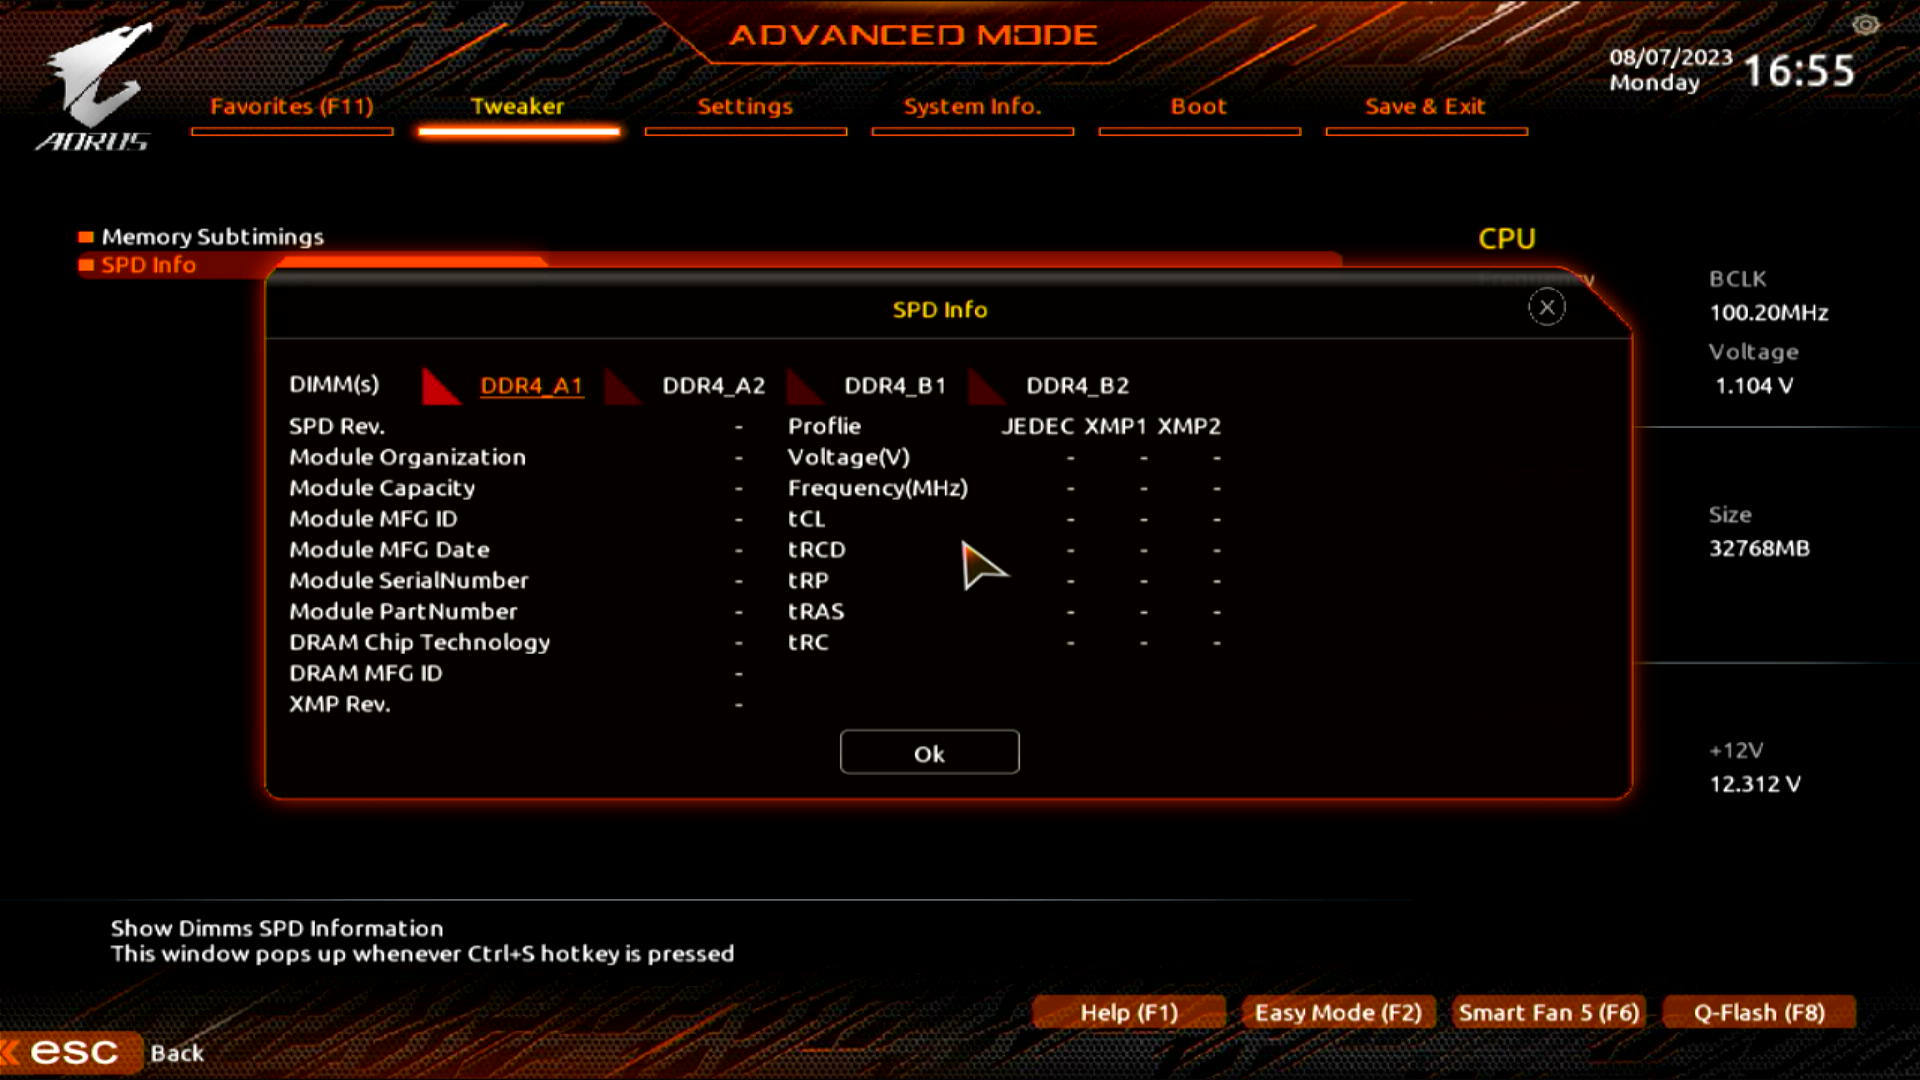 ADVANCED MODE
08/07/2023
Monday
16:55
AORUS
Favorites (F11)
Tweaker
Settings
System Info.
Boot
Save & Exit
Memory Subtimings
SPD Info
CPU
BCLK
100.20MHz
Voltage
1.104 V
Size
32768MB
+12V
12.312 V
SPD Info
DIMM(s) DDR4_A1 DDR4_A2 DDR4_B1 DDR4_B2
SPD Rev. - Proflie JEDEC XMP1 XMP2
Module Organization - Voltage(V) - - -
Module Capacity - Frequency(MHz) - - -
Module MFG ID - tCL - - -
Module MFG Date - tRCD - - -
Module SerialNumber - tRP - - -
Module PartNumber - tRAS - - -
DRAM Chip Technology - tRC - - -
DRAM MFG ID -
XMP Rev. -
Ok
Show Dimms SPD Information
This window pops up whenever Ctrl+S hotkey is pressed
Help (F1)
Easy Mode (F2)
Smart Fan 5 (F6)
Q-Flash (F8)
esc Back